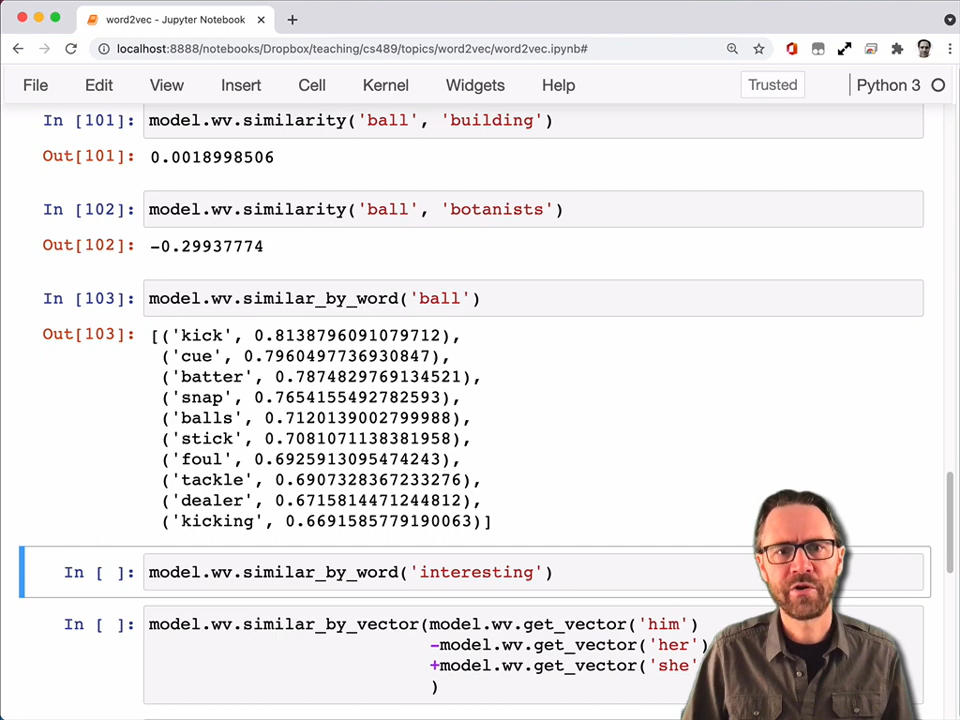 word2vec - Jupyter Notebook
localhost:8888/notebooks/Dropbox/teaching/cs489/topics/word2vec/word2vec.ipynb#
File Edit View Insert Cell Kernel Widgets Help Trusted Python 3
In [101]: model.wv.similarity('ball', 'building')
Out[101]: 0.0018998506
In [102]: model.wv.similarity('ball', 'botanists')
Out[102]: -0.29937774
In [103]: model.wv.similar_by_word('ball')
Out[103]: [('kick', 0.8138796091079712),
('cue', 0.7960497736930847),
('batter', 0.7874829769134521),
('snap', 0.7654155492782593),
('balls', 0.7120139002799988),
('stick', 0.7081071138381958),
('foul', 0.6925913095474243),
('tackle', 0.6907328367233276),
('dealer', 0.6715814471244812),
('kicking', 0.6691585779190063)]
In [ ]: model.wv.similar_by_word('interesting')
In [ ]: model.wv.similar_by_vector(model.wv.get_vector('him')
-model.wv.get_vector('her')
+model.wv.get_vector('she'
)